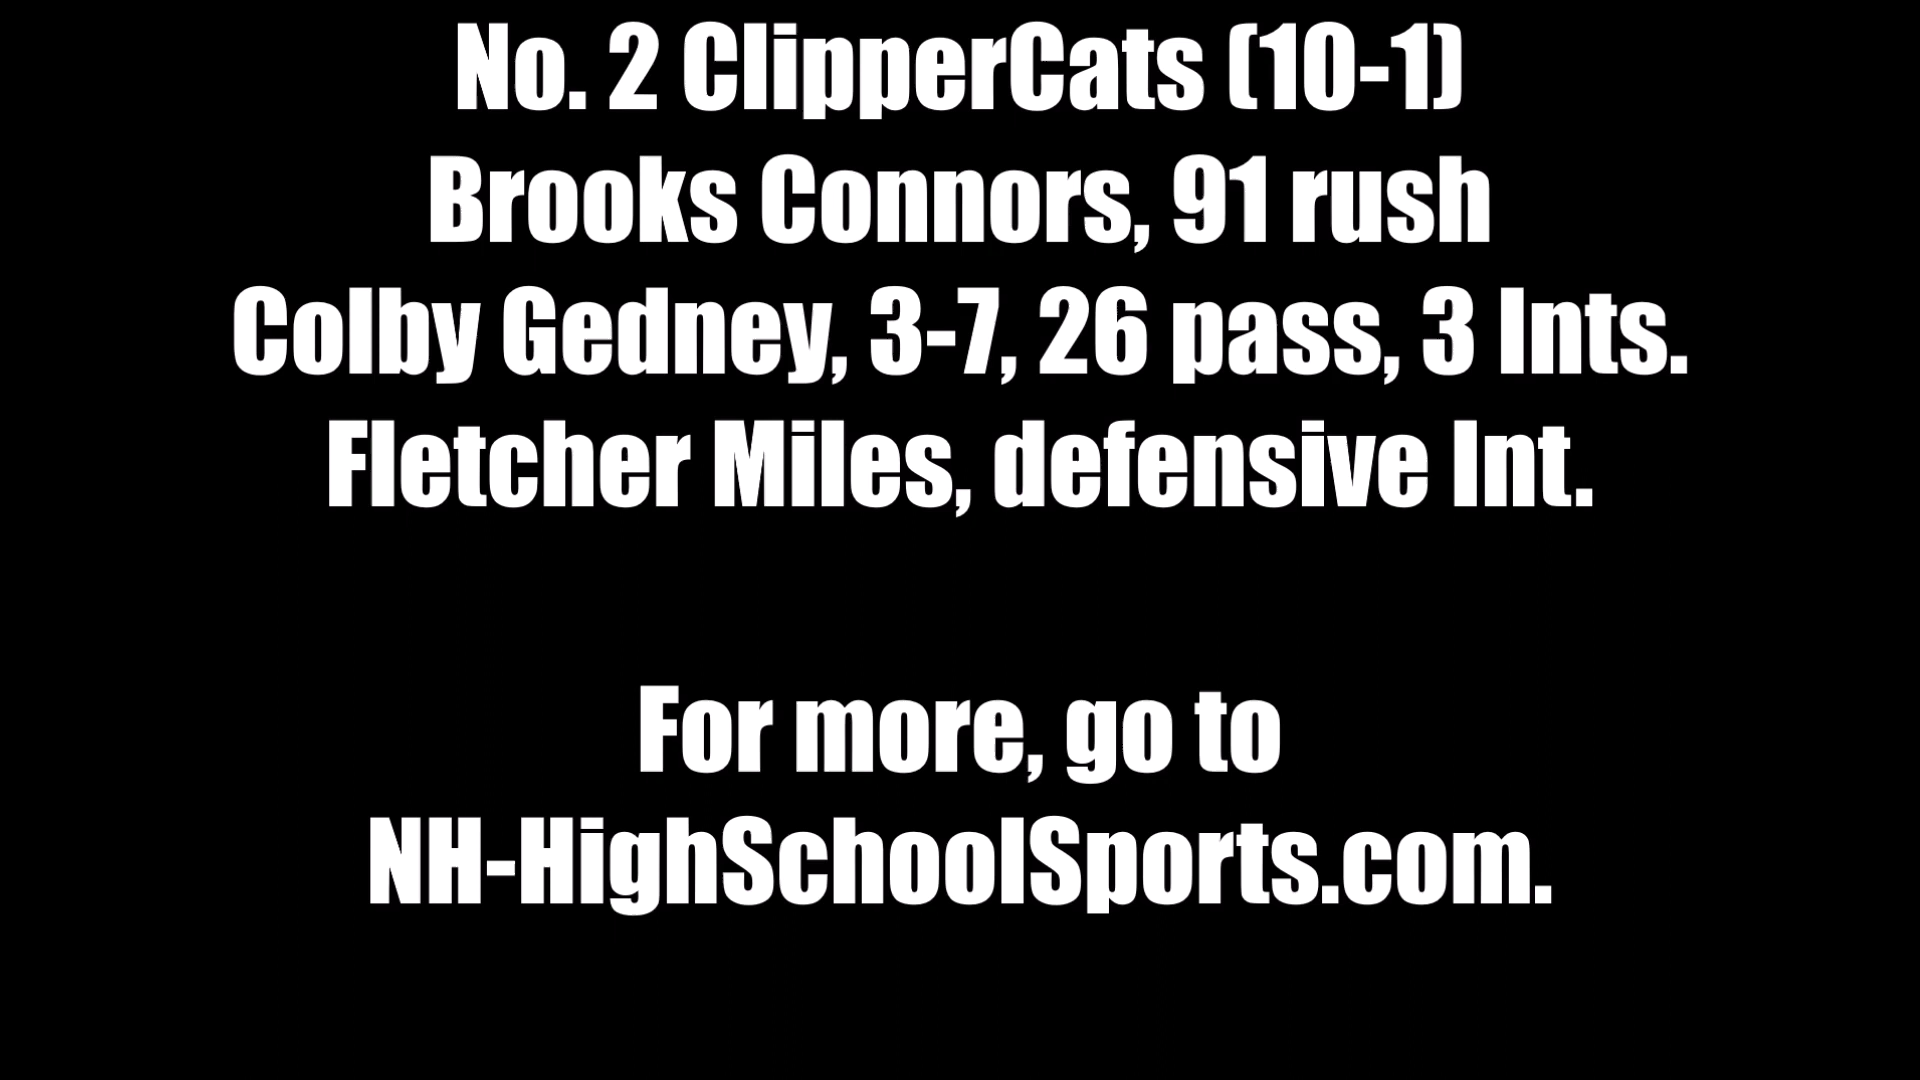 No. 2 ClipperCats (10-1)
Brooks Connors, 91 rush
Colby Gedney, 3-7, 26 pass, 3 Ints.
Fletcher Miles, defensive Int.
For more, go to
NH-HighSchoolSports.com.